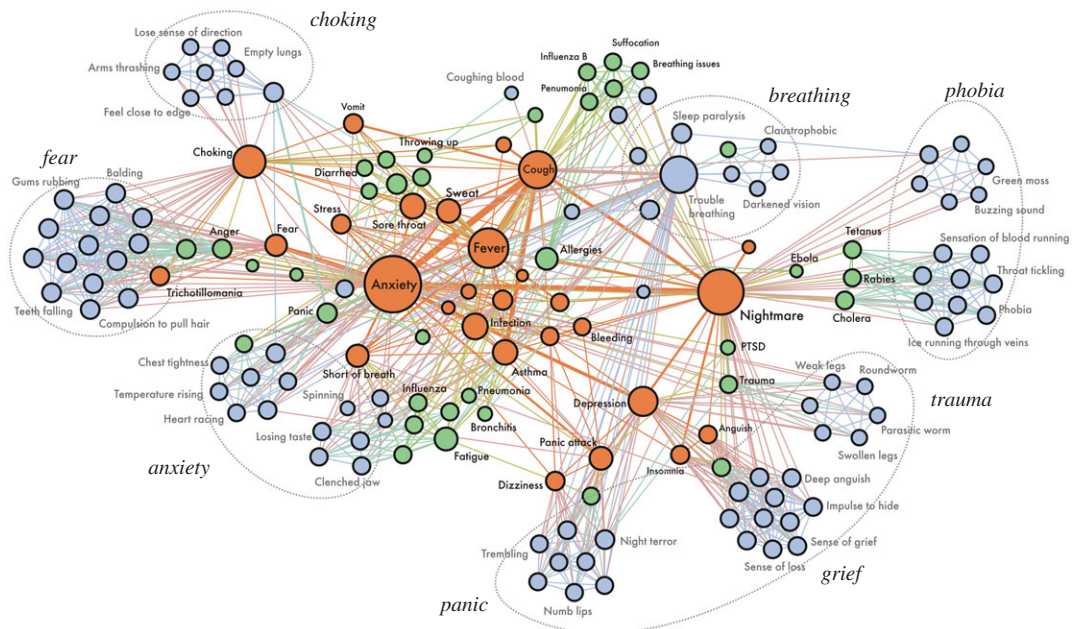 choking
Lose sense of direction
Empty lungs
Arms thrashing
Feel close to edge
Vomit
Coughing blood
Suffocation
Influenza B
Breathing issues
Penumonia
breathing
phobia
Sleep paralysis
Claustrophobic
fear
Choking
Throwing up
Cough
Gums rubbing
Balding
Diarrhea
Sweat
Trouble
breathing
Darkened vision
Green moss
Buzzing sound
Stress
Sore throat
Anger
Fear
Fever
Allergies
Tetanus
Sensation of blood running
Ebola
Throat tickling
Rabies
Teeth falling
Trichotillomania
Anxiety
Nightmare
Cholera
Phobia
Compulsion to pull hair
Panic
Infection
Bleeding
Ice running through veins
Chest tightness
Short of breath
Asthma
PTSD
Weak legs
Roundworm
Temperature rising
Spinning
Influenza
Pneumonia
Trauma
trauma
Heart racing
Depression
Parasitic worm
Losing taste
Bronchitis
Anguish
anxiety
Fatigue
Panic attack
Swollen legs
Clenched jaw
Dizziness
Insomnia
Deep anguish
Impulse to hide
Trembling
Night terror
Sense of grief
Sense of loss
grief
panic
Numb lips